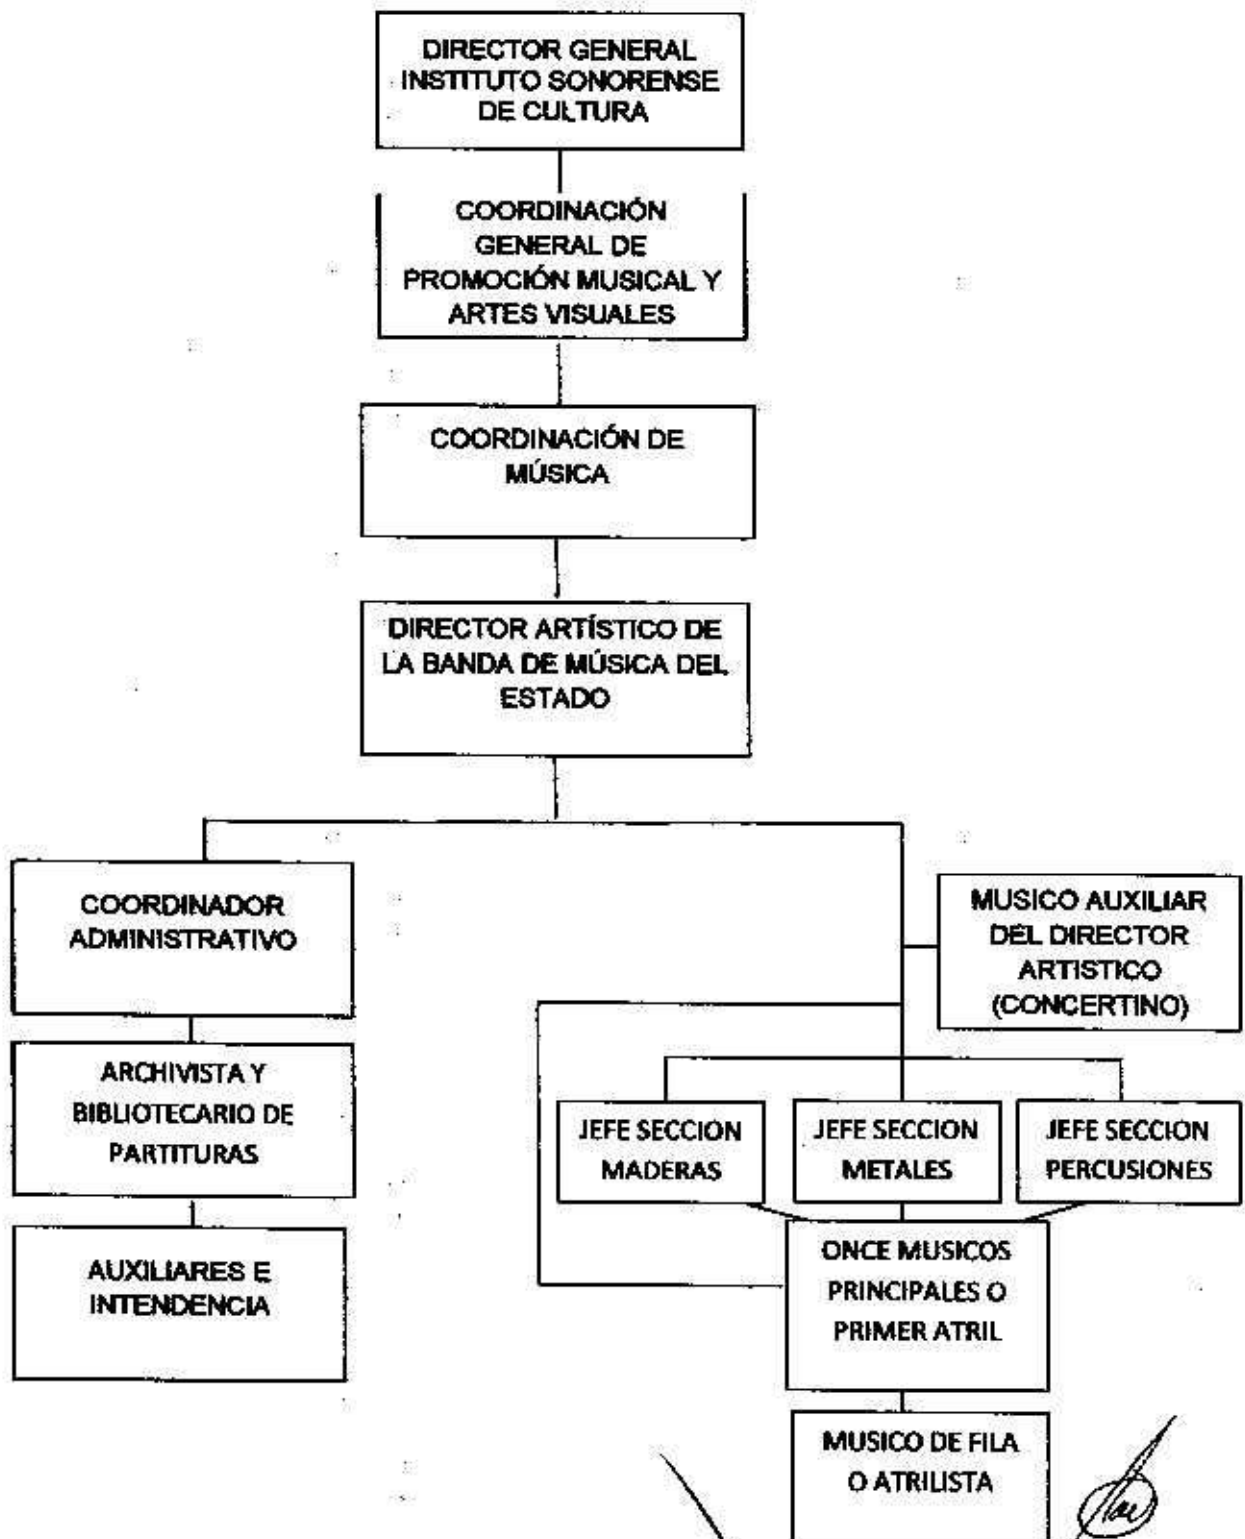 DIRECTOR GENERAL
INSTITUTO SONORENSE
DE CULTURA
COORDINACIÓN
GENERAL DE
PROMOCIÓN MUSICAL Y
ARTES VISUALES
COORDINACIÓN DE
MÚSICA
DIRECTOR ARTÍSTICO DE
LA BANDA DE MÚSICA DEL
ESTADO
COORDINADOR
ADMINISTRATIVO
ARCHIVISTA Y
BIBLIOTECARIO DE
PARTITURAS
AUXILIARES E
INTENDENCIA
MUSICO AUXILIAR
DEL DIRECTOR
ARTISTICO
(CONCERTINO)
JEFE SECCION
MADERAS
JEFE SECCION
METALES
JEFE SECCION
PERCUSIONES
ONCE MUSICOS
PRINCIPALES O
PRIMER ATRIL
MUSICO DE FILA
O ATRILISTA